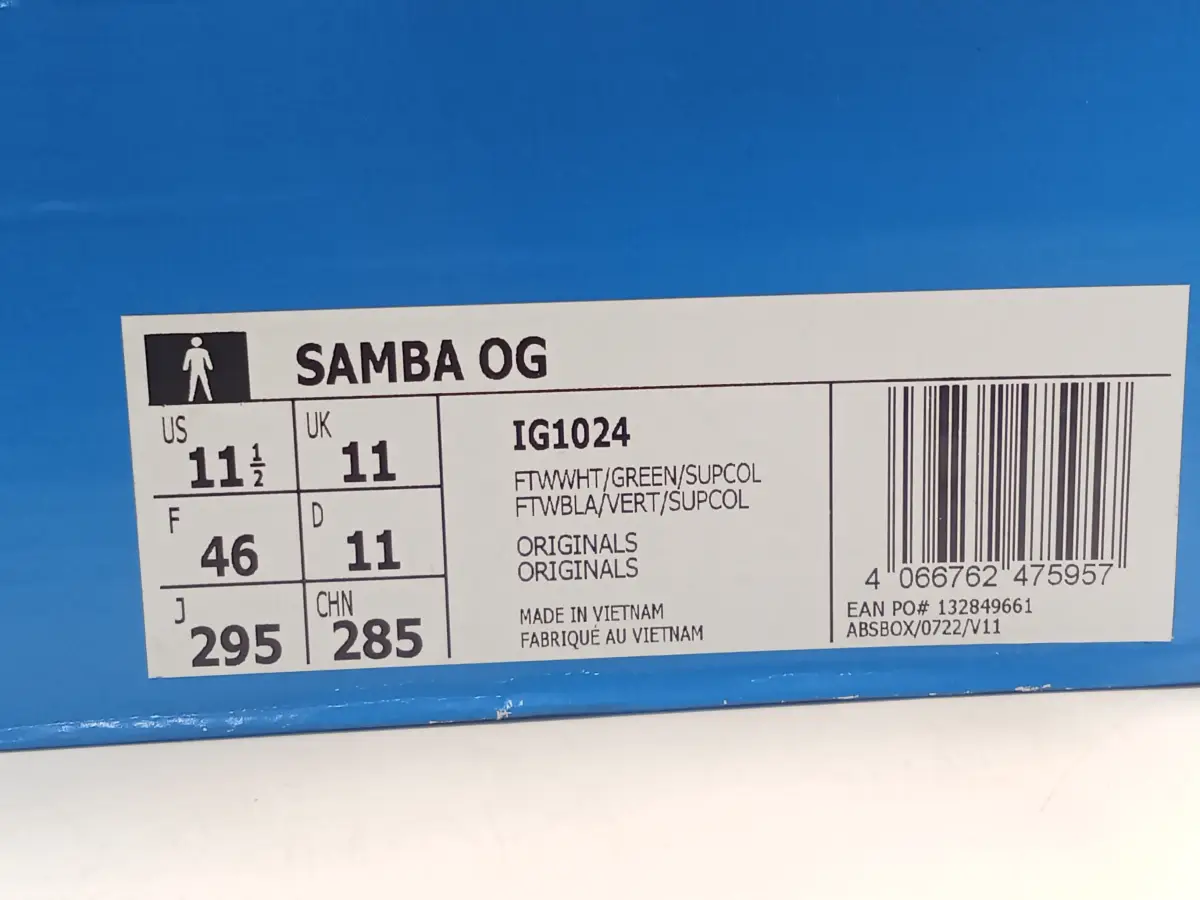 SAMBA OG
US
11 1/2
UK
11
F
46
D
11
J
295
CHN
285
IG1024
FTWWHT/GREEN/SUPCOL
FTWBLA/VERT/SUPCOL
ORIGINALS
ORIGINALS
MADE IN VIETNAM
FABRIQUÉ AU VIETNAM
4 066762 475957
EAN PO# 132849661
ABSBOX/0722/V11